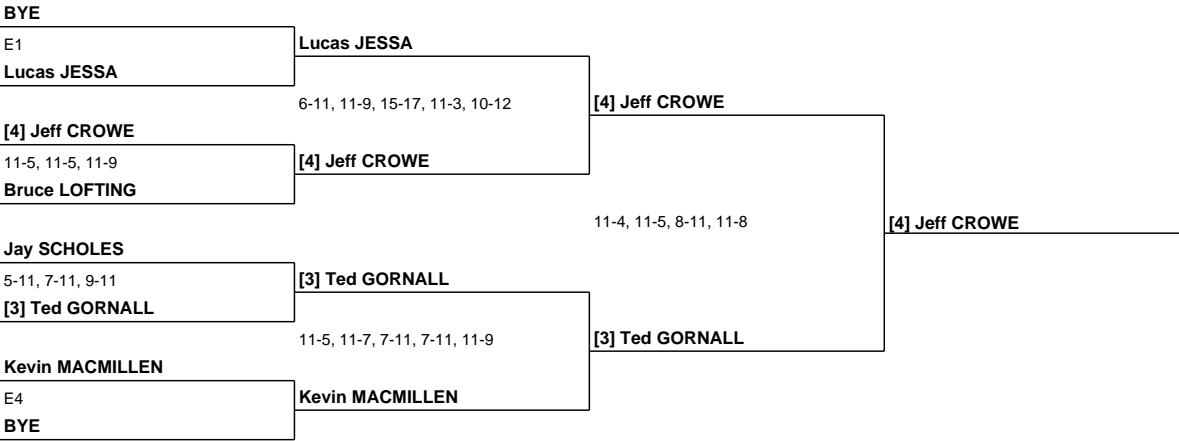 BYE
E1
Lucas JESSA
Lucas JESSA
6-11, 11-9, 15-17, 11-3, 10-12
[4] Jeff CROWE
[4] Jeff CROWE
11-5, 11-5, 11-9
[4] Jeff CROWE
Bruce LOFTING
11-4, 11-5, 8-11, 11-8
[4] Jeff CROWE
Jay SCHOLES
5-11, 7-11, 9-11
[3] Ted GORNALL
[3] Ted GORNALL
11-5, 11-7, 7-11, 7-11, 11-9
[3] Ted GORNALL
Kevin MACMILLEN
E4
Kevin MACMILLEN
BYE